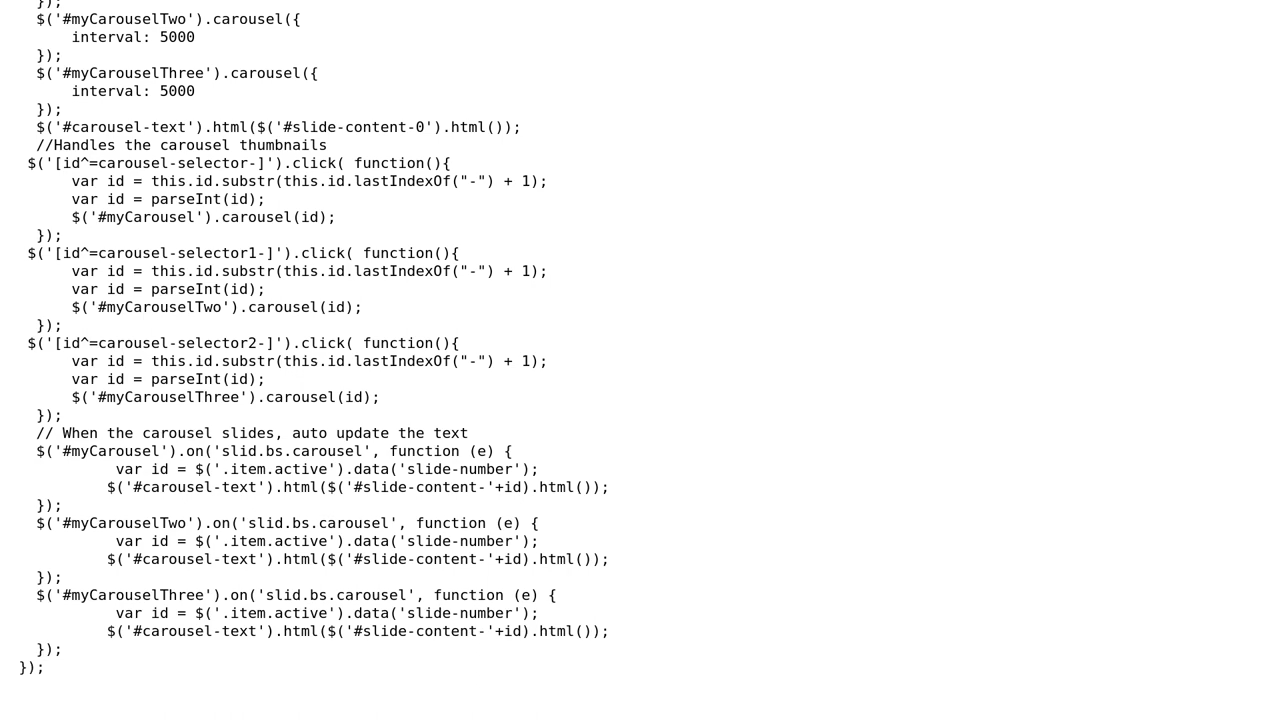 });
$('#myCarouselTwo').carousel({
interval: 5000
});
$('#myCarouselThree').carousel({
interval: 5000
});
$('#carousel-text').html($('#slide-content-0').html());
//Handles the carousel thumbnails
$('[id^=carousel-selector-]').click( function(){
var id = this.id.substr(this.id.lastIndexOf("-") + 1);
var id = parseInt(id);
$('#myCarousel').carousel(id);
});
$('[id^=carousel-selector1-]').click( function(){
var id = this.id.substr(this.id.lastIndexOf("-") + 1);
var id = parseInt(id);
$('#myCarouselTwo').carousel(id);
});
$('[id^=carousel-selector2-]').click( function(){
var id = this.id.substr(this.id.lastIndexOf("-") + 1);
var id = parseInt(id);
$('#myCarouselThree').carousel(id);
});
// When the carousel slides, auto update the text
$('#myCarousel').on('slid.bs.carousel', function (e) {
var id = $('.item.active').data('slide-number');
$('#carousel-text').html($('#slide-content-'+id).html());
});
$('#myCarouselTwo').on('slid.bs.carousel', function (e) {
var id = $('.item.active').data('slide-number');
$('#carousel-text').html($('#slide-content-'+id).html());
});
$('#myCarouselThree').on('slid.bs.carousel', function (e) {
var id = $('.item.active').data('slide-number');
$('#carousel-text').html($('#slide-content-'+id).html());
});
});